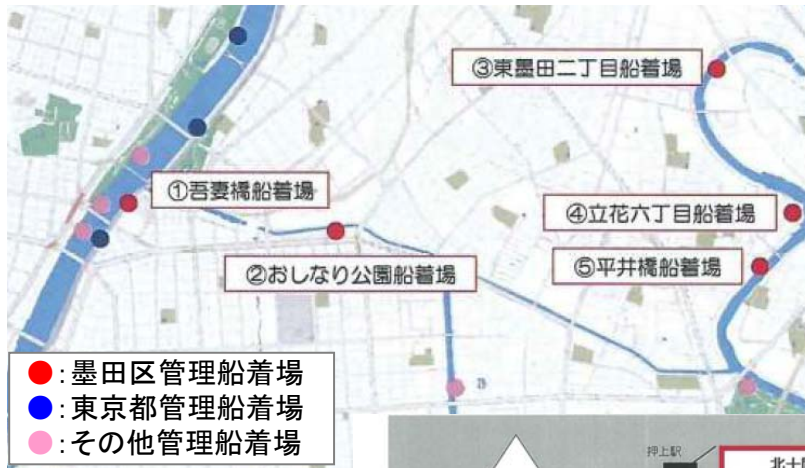 ③東墨田二丁目船着場
①吾妻橋船着場
④立花六丁目船着場
②おしなり公園船着場
⑤平井橋船着場
:墨田区管理船着場
:東京都管理船着場
:その他管理船着場
押上駅